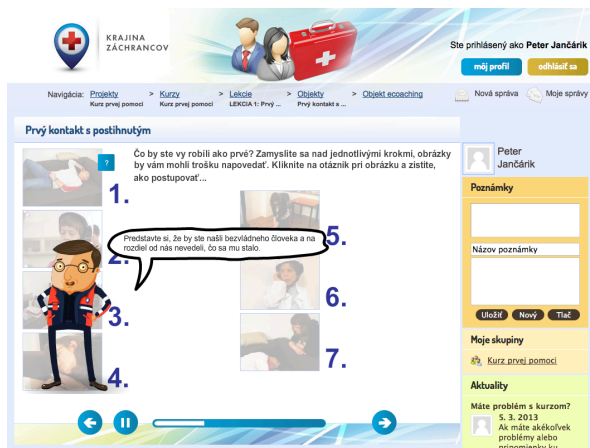 KRAJINA
ZÁCHRANCOV
Ste prihlásený ako Peter Jančárik
môj profil
odhlásiť sa
Navigácia: Projekty > Kurzy > Lekcie > Objekty > Objekt ecoaching
Kurz prvej pomoci Kurz prvej pomoci LEKCIA 1: Prvý ... Prvý kontakt s ...
Nová správa Moje správy
Prvý kontakt s postihnutým
?
Čo by ste vy robili ako prvé? Zamyslite sa nad jednotlivými krokmi, obrázky
by vám mohli trošku napovedať. Kliknite na otáznik pri obrázku a zistite,
ako postupovať...
1.
2.
3.
4.
5.
6.
7.
Predstavte si, že by ste našli bezvládneho človeka a na
rozdiel od nás nevedeli, čo sa mu stalo.
Peter
Jančárik
Poznámky
Názov poznámky
Uložiť Nový Tlač
Moje skupiny
Kurz prvej pomoci
Aktuality
Máte problém s kurzom?
5. 3. 2013
Ak máte akékoľvek
problémy alebo
pripomienky ku